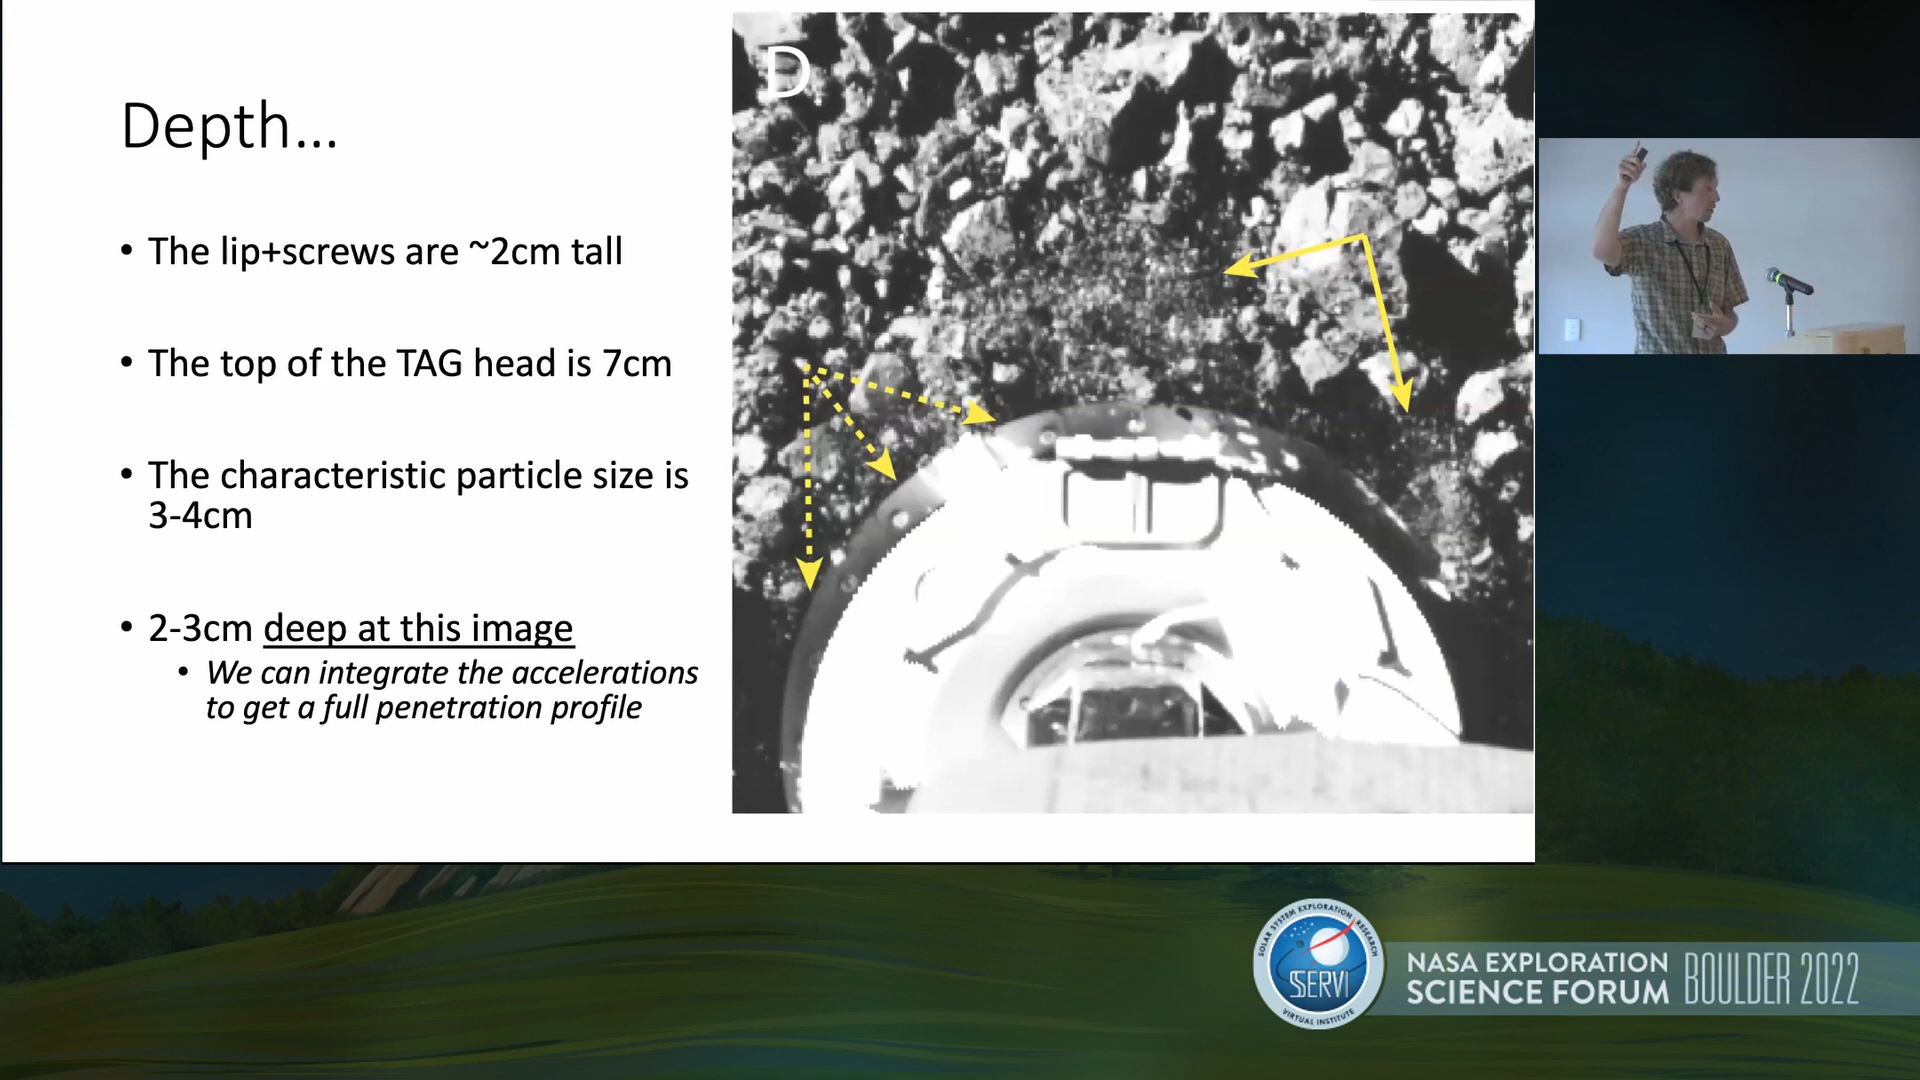 Depth...
• The lip+screws are ~2cm tall
• The top of the TAG head is 7cm
• The characteristic particle size is
3-4cm
• 2-3cm deep at this image
• We can integrate the accelerations
to get a full penetration profile
D
SOLAR SYSTEM EXPLORATION RESEARCH
SSERVI
VIRTUAL INSTITUTE
NASA EXPLORATION
SCIENCE FORUM
BOULDER 2022